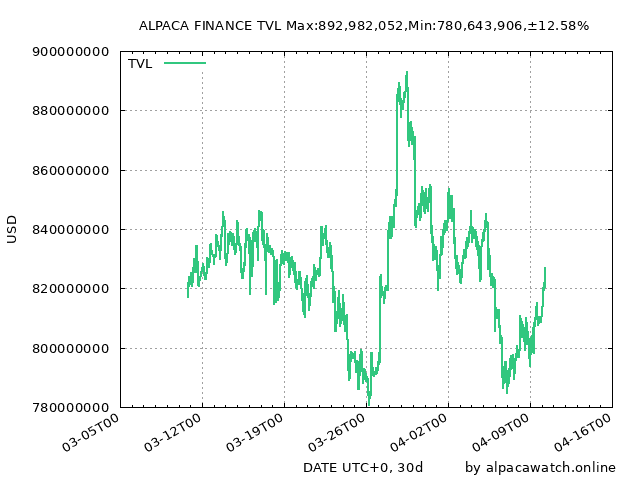 ALPACA FINANCE TVL Max:892,982,052,Min:780,643,906,±12.58%
900000000
TVL
880000000
860000000
840000000
USD
820000000
800000000
780000000
03-05T00
03-12T00
03-19T00
03-26T00
04-02T00
04-09T00
04-16T00
DATE UTC+0, 30d
by alpacawatch.online